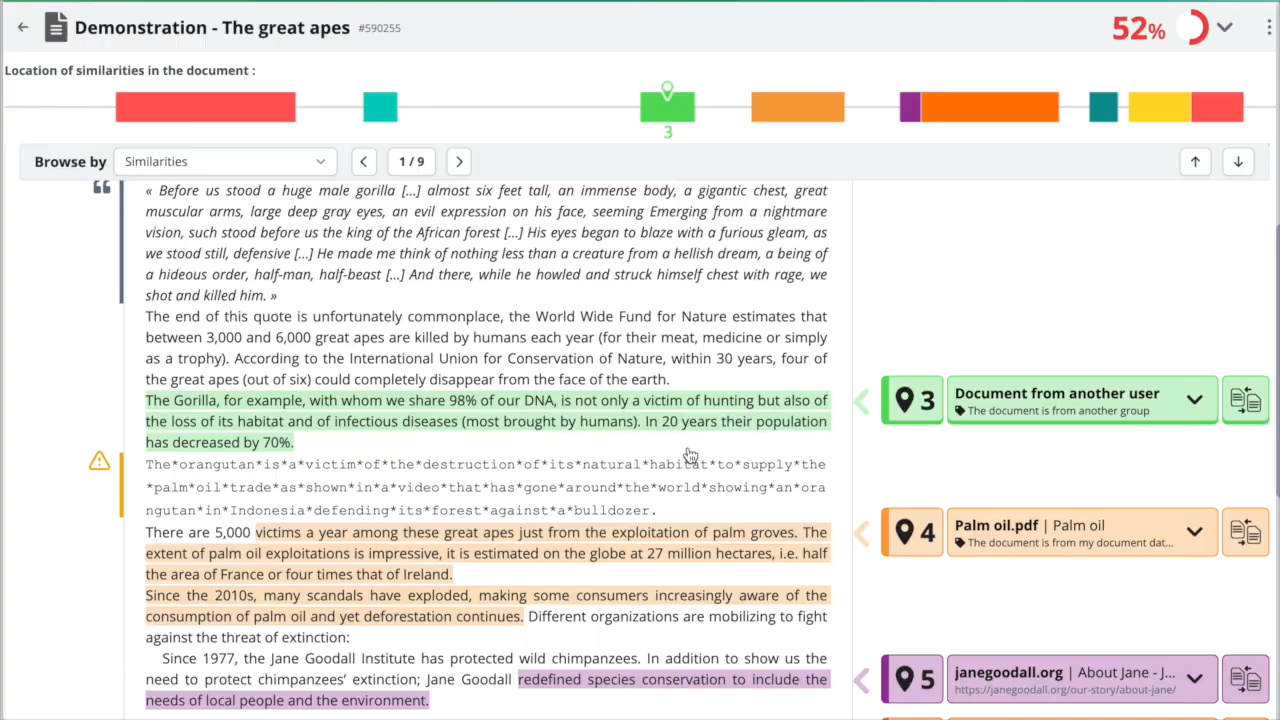 Demonstration - The great apes #590255
52%
Location of similarities in the document :
3
Browse by Similarities 1 / 9
« Before us stood a huge male gorilla [...] almost six feet tall, an immense body, a gigantic chest, great
muscular arms, large deep gray eyes, an evil expression on his face, seeming Emerging from a nightmare
vision, such stood before us the king of the African forest [...] His eyes began to blaze with a furious gleam, as
we stood still, defensive [...] He made me think of nothing less than a creature from a hellish dream, a being of
a hideous order, half-man, half-beast [...] And there, while he howled and struck himself chest with rage, we
shot and killed him. »
The end of this quote is unfortunately commonplace, the World Wide Fund for Nature estimates that
between 3,000 and 6,000 great apes are killed by humans each year (for their meat, medicine or simply
as a trophy). According to the International Union for Conservation of Nature, within 30 years, four of
the great apes (out of six) could completely disappear from the face of the earth.
The Gorilla, for example, with whom we share 98% of our DNA, is not only a victim of hunting but also of
the loss of its habitat and of infectious diseases (most brought by humans). In 20 years their population
has decreased by 70%.
3
Document from another user
The document is from another group
The*orangutan*is*a*victim*of*the*destruction*of*its*natural*habitat*to*supply*the
*palm*oil*trade*as*shown*in*a*video*that*has*gone*around*the*world*showing*an*ora
ngutan*in*Indonesia*defending*its*forest*against*a*bulldozer.
There are 5,000 victims a year among these great apes just from the exploitation of palm groves. The
extent of palm oil exploitations is impressive, it is estimated on the globe at 27 million hectares, i.e. half
the area of France or four times that of Ireland.
4
Palm oil.pdf | Palm oil
The document is from my document dat...
Since the 2010s, many scandals have exploded, making some consumers increasingly aware of the
consumption of palm oil and yet deforestation continues. Different organizations are mobilizing to fight
against the threat of extinction:
Since 1977, the Jane Goodall Institute has protected wild chimpanzees. In addition to show us the
need to protect chimpanzees' extinction; Jane Goodall redefined species conservation to include the
needs of local people and the environment.
5
janegoodall.org | About Jane - J...
https://janegoodall.org/our-story/about-jane/